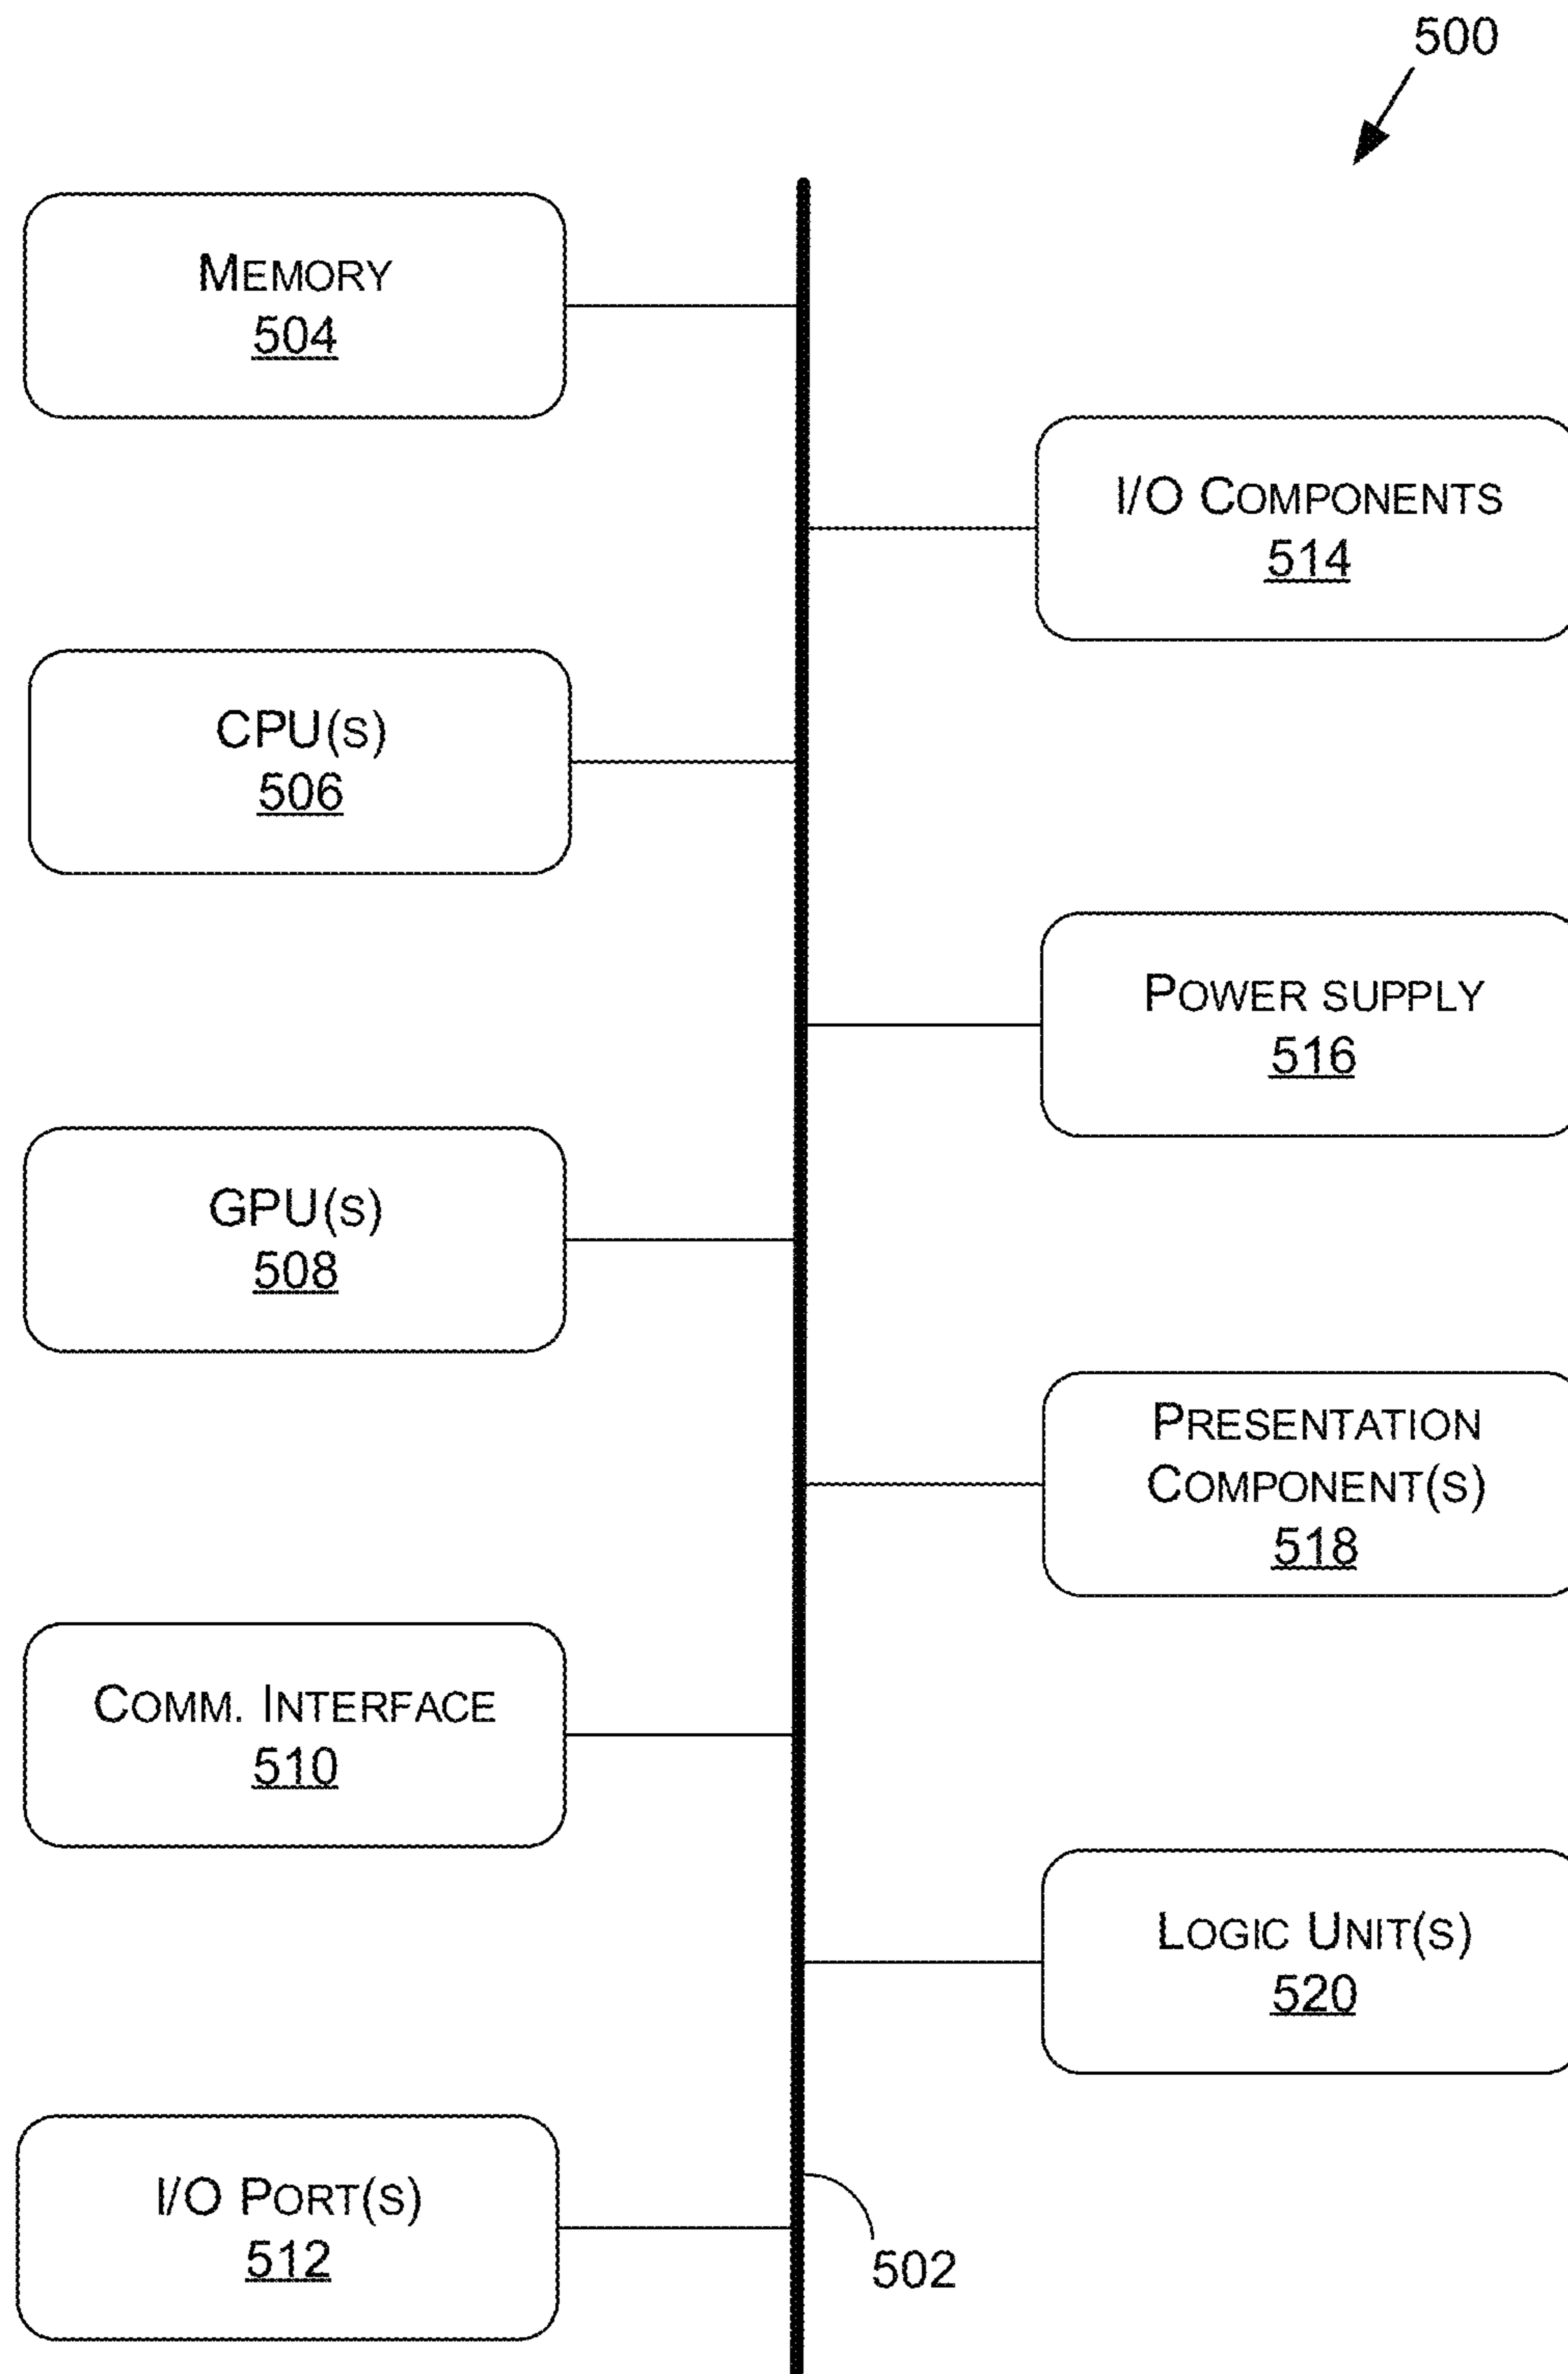 500
MEMORY
504
I/O COMPONENTS
514
CPU(S)
506
POWER SUPPLY
516
GPU(S)
508
PRESENTATION
COMPONENT(S)
518
COMM. INTERFACE
510
LOGIC UNIT(S)
520
I/O PORT(S)
512
502